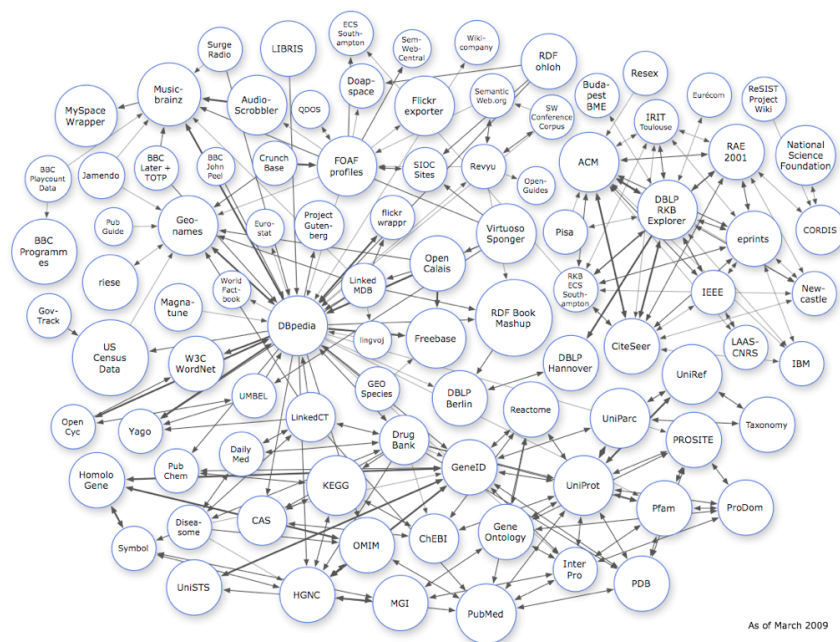 Surge
Radio
LIBRIS
ECS
South-
ampton
Sem-
Web-
Central
Wiki-
company
RDF
ohloh
Music-
brainz
Doap-
space
Buda-
pest
BME
Resex
MySpace
Wrapper
Audio-
Scrobbler
QDOS
Flickr
exporter
Semantic
Web.org
SW
Conference
Corpus
Eurécom
ReSIST
Project
Wiki
IRIT
Toulouse
RAE
2001
National
Science
Foundation
BBC
Playcount
Data
Jamendo
BBC
Later +
TOTP
BBC
John
Peel
Crunch
Base
FOAF
profiles
SIOC
Sites
Revyu
Open-
Guides
ACM
DBLP
RKB
Explorer
Pub
Guide
Geo-
names
Euro-
stat
Project
Guten-
berg
flickr
wrappr
Virtuoso
Sponger
Pisa
eprints
CORDIS
BBC
Programm
es
riese
World
Fact-
book
Linked
MDB
Open
Calais
RKB
ECS
South-
ampton
IEEE
New-
castle
Gov-
Track
Magna-
tune
DBpedia
lingvoj
Freebase
RDF Book
Mashup
CiteSeer
LAAS-
CNRS
IBM
US
Census
Data
W3C
WordNet
UMBEL
GEO
Species
DBLP
Berlin
DBLP
Hannover
UniRef
Open
Cyc
Yago
LinkedCT
Reactome
UniParc
Taxonomy
Daily
Med
Drug
Bank
PROSITE
Homolo
Gene
Pub
Chem
KEGG
GeneID
UniProt
Pfam
ProDom
Symbol
Disea-
some
CAS
OMIM
ChEBI
Gene
Ontology
Inter
Pro
UniSTS
HGNC
MGI
PubMed
PDB
As of March 2009